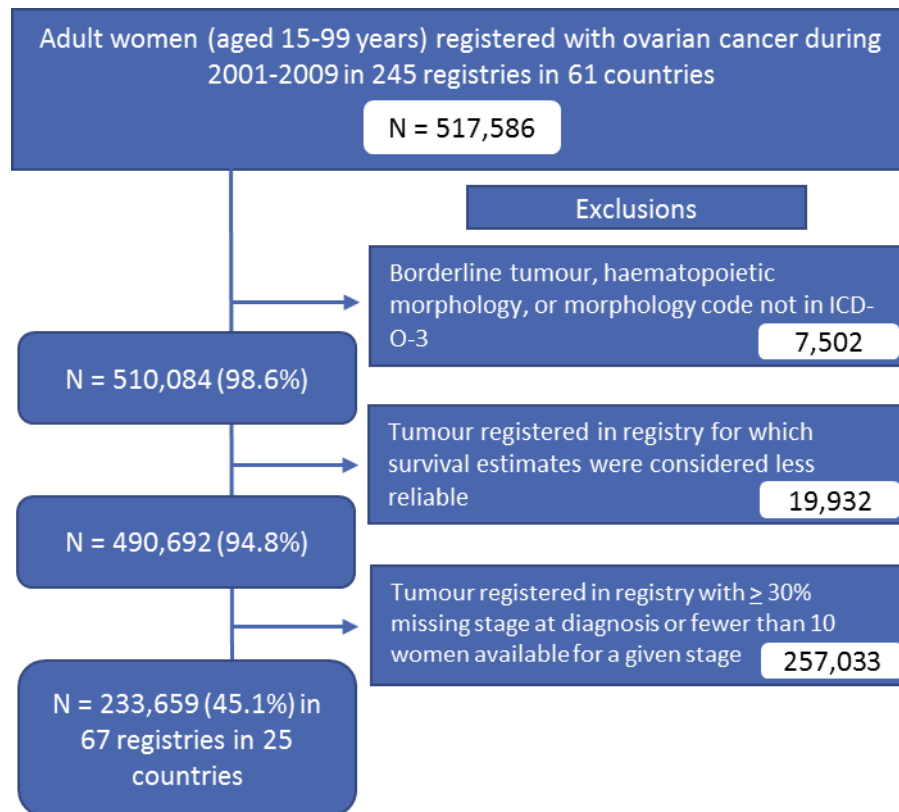 Adult women (aged 15-99 years) registered with ovarian cancer during
2001-2009 in 245 registries in 61 countries
N = 517,586
Exclusions
Borderline tumour, haematopoietic
morphology, or morphology code not in ICD-
O-3
7,502
N = 510,084 (98.6%)
Tumour registered in registry for which
survival estimates were considered less
reliable
19,932
N = 490,692 (94.8%)
Tumour registered in registry with ≥ 30%
missing stage at diagnosis or fewer than 10
women available for a given stage
257,033
N = 233,659 (45.1%) in
67 registries in 25
countries